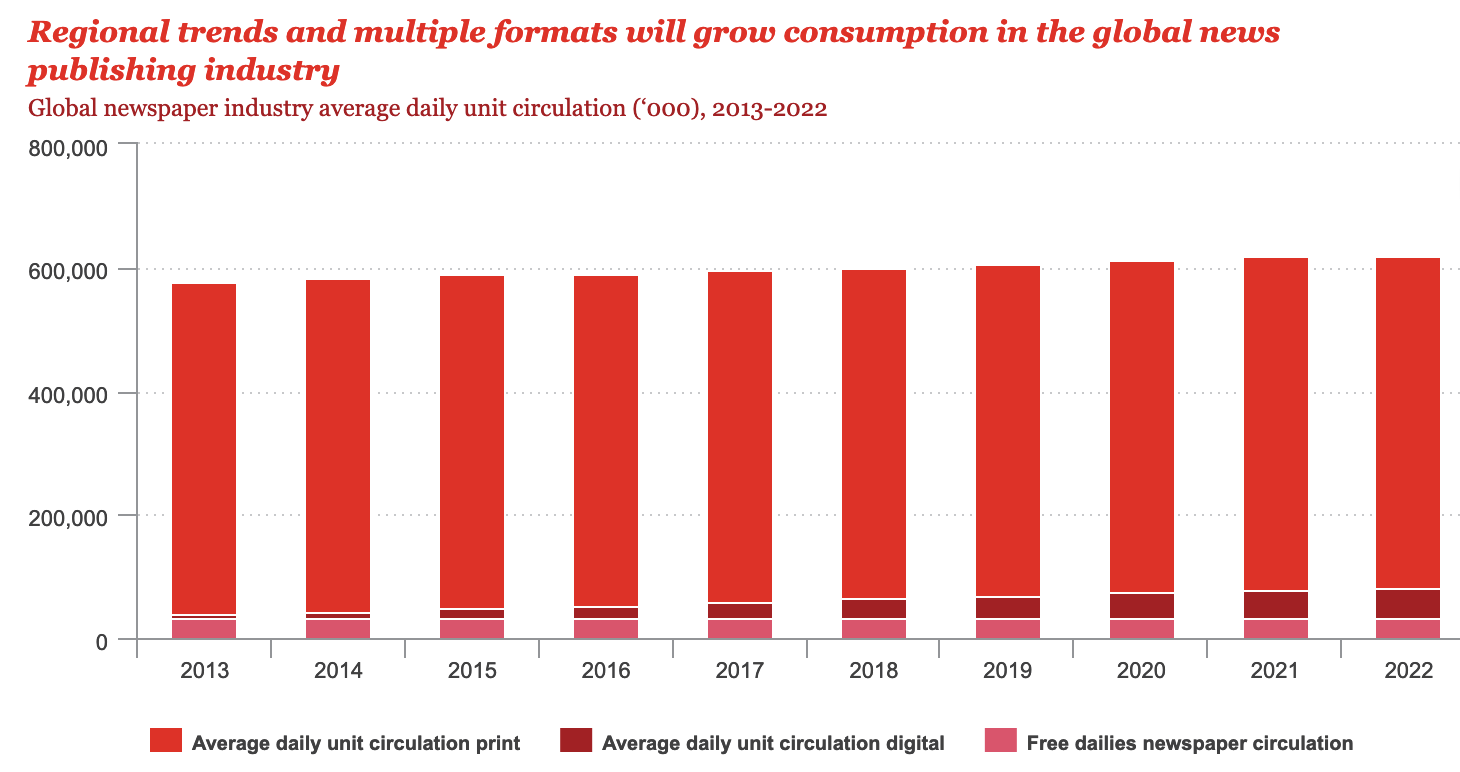 Regional trends and multiple formats will grow consumption in the global news
publishing industry
Global newspaper industry average daily unit circulation (‘000), 2013-2022
800,000
600,000
400,000
200,000
0
2013 2014 2015 2016 2017 2018 2019 2020 2021 2022
Average daily unit circulation print Average daily unit circulation digital Free dailies newspaper circulation